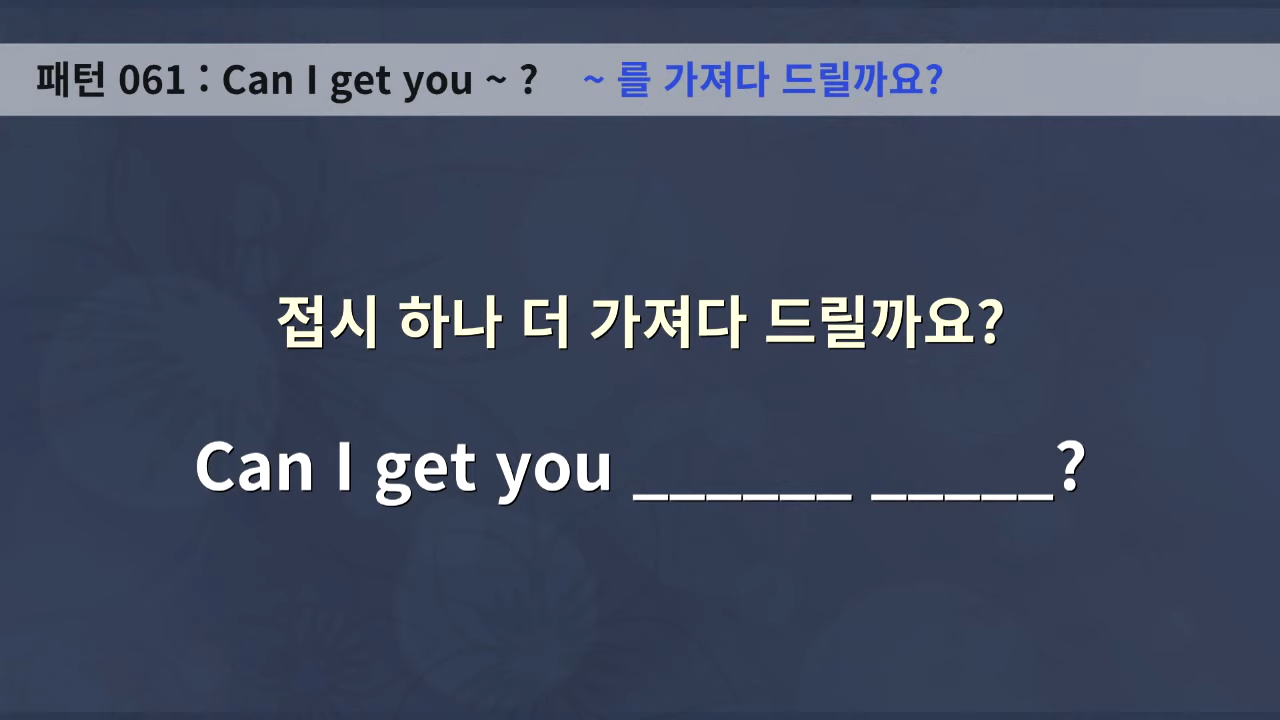 패턴 061 : Can I get you ~ ? ~ 를 가져다 드릴까요?
접시 하나 더 가져다 드릴까요?
Can I get you ______ _____?